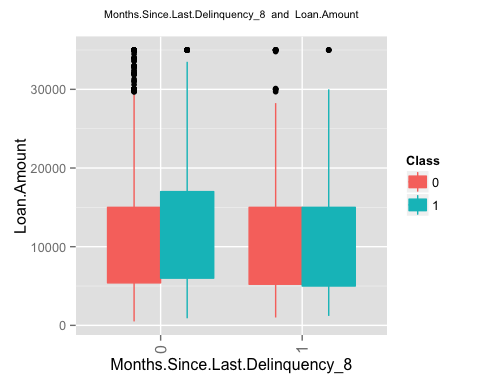 Months.Since.Last.Delinquency_8 and Loan.Amount
Loan.Amount
30000
20000
10000
0
0
1
Months.Since.Last.Delinquency_8
Class
0
1